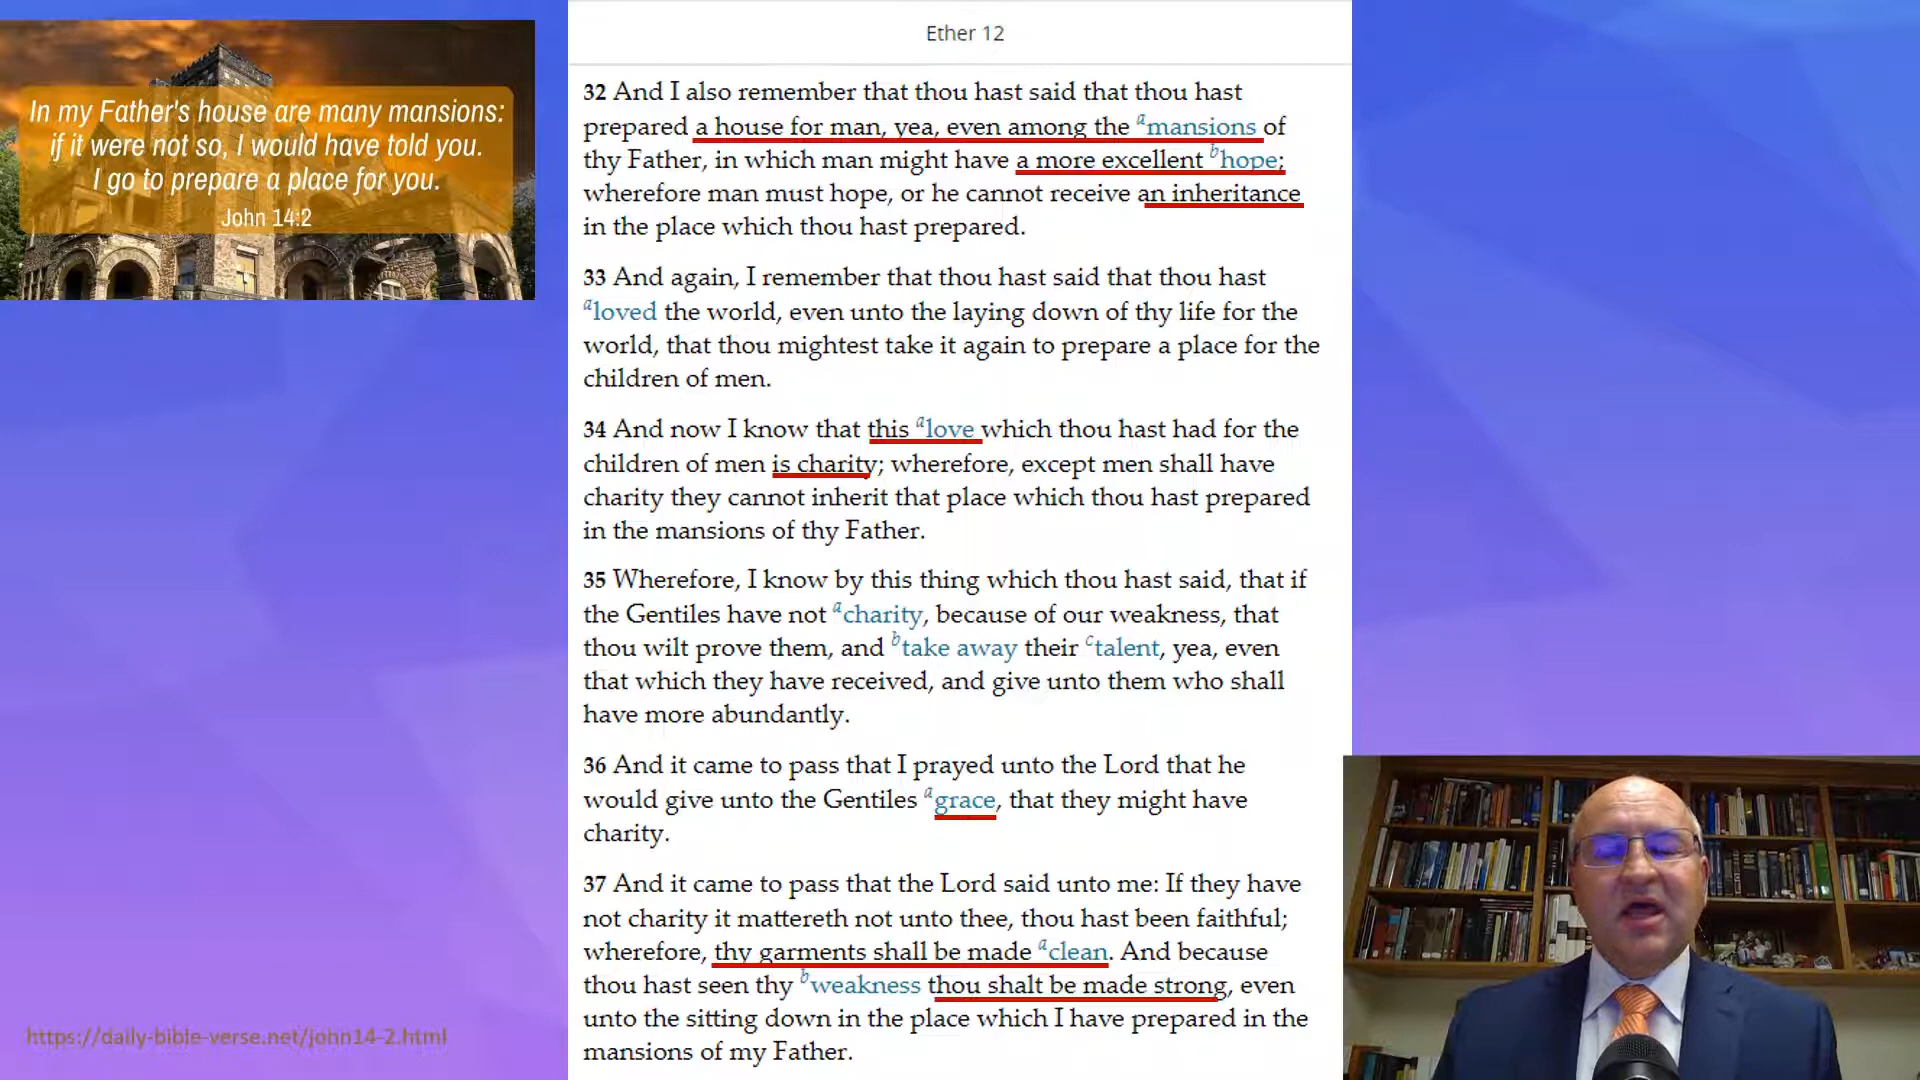 In my Father's house are many mansions:
if it were not so, I would have told you.
I go to prepare a place for you.
John 14:2
Ether 12
32 And I also remember that thou hast said that thou hast
prepared a house for man, yea, even among the ᵃmansions of
thy Father, in which man might have a more excellent ᵇhope;
wherefore man must hope, or he cannot receive an inheritance
in the place which thou hast prepared.
33 And again, I remember that thou hast said that thou hast
ᵃloved the world, even unto the laying down of thy life for the
world, that thou mightest take it again to prepare a place for the
children of men.
34 And now I know that this ᵃlove which thou hast had for the
children of men is charity; wherefore, except men shall have
charity they cannot inherit that place which thou hast prepared
in the mansions of thy Father.
35 Wherefore, I know by this thing which thou hast said, that if
the Gentiles have not ᵃcharity, because of our weakness, that
thou wilt prove them, and ᵇtake away their ᶜtalent, yea, even
that which they have received, and give unto them who shall
have more abundantly.
36 And it came to pass that I prayed unto the Lord that he
would give unto the Gentiles ᵃgrace, that they might have
charity.
37 And it came to pass that the Lord said unto me: If they have
not charity it mattereth not unto thee, thou hast been faithful;
wherefore, thy garments shall be made ᵃclean. And because
thou hast seen thy ᵇweakness thou shalt be made strong, even
unto the sitting down in the place which I have prepared in the
mansions of my Father.
https://daily-bible-verse.net/john14-2.html